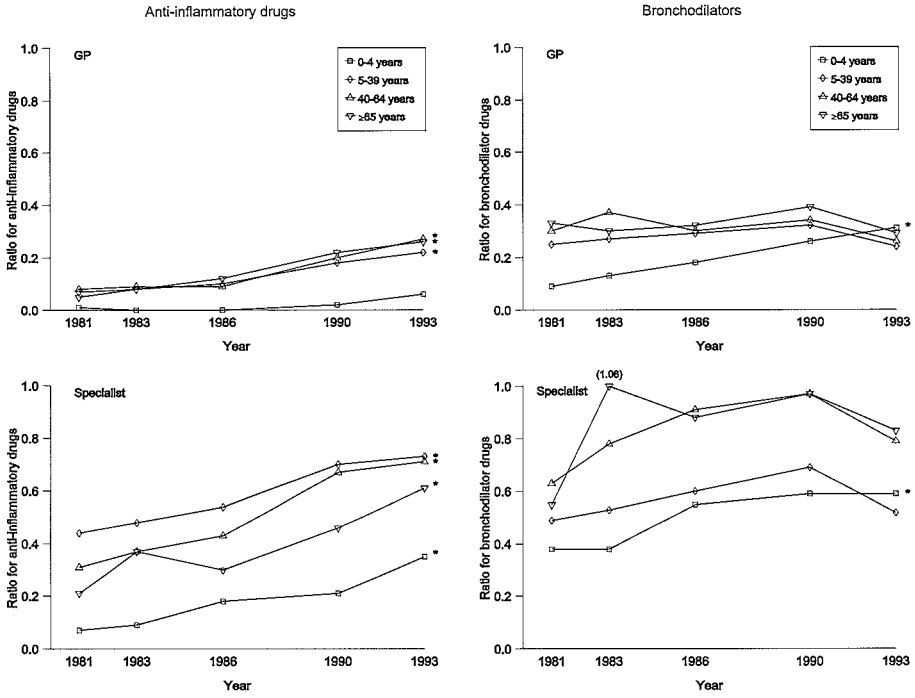 Anti-inflammatory drugs
Bronchodilators
GP
0-4 years
5-39 years
40-64 years
≥65 years
Ratio for anti-inflammatory drugs
1.0
0.8
0.6
0.4
0.2
0.0
*
*
*
1981 1983 1986 1990 1993
Year
GP
0-4 years
5-39 years
40-64 years
≥65 years
Ratio for bronchodilator drugs
1.0
0.8
0.6
0.4
0.2
0.0
*
1981 1983 1986 1990 1993
Year
Specialist
Ratio for anti-inflammatory drugs
1.0
0.8
0.6
0.4
0.2
0.0
*
*
*
*
1981 1983 1986 1990 1993
Year
(1.06)
Specialist
Ratio for bronchodilator drugs
1.0
0.8
0.6
0.4
0.2
0.0
*
1981 1983 1986 1990 1993
Year